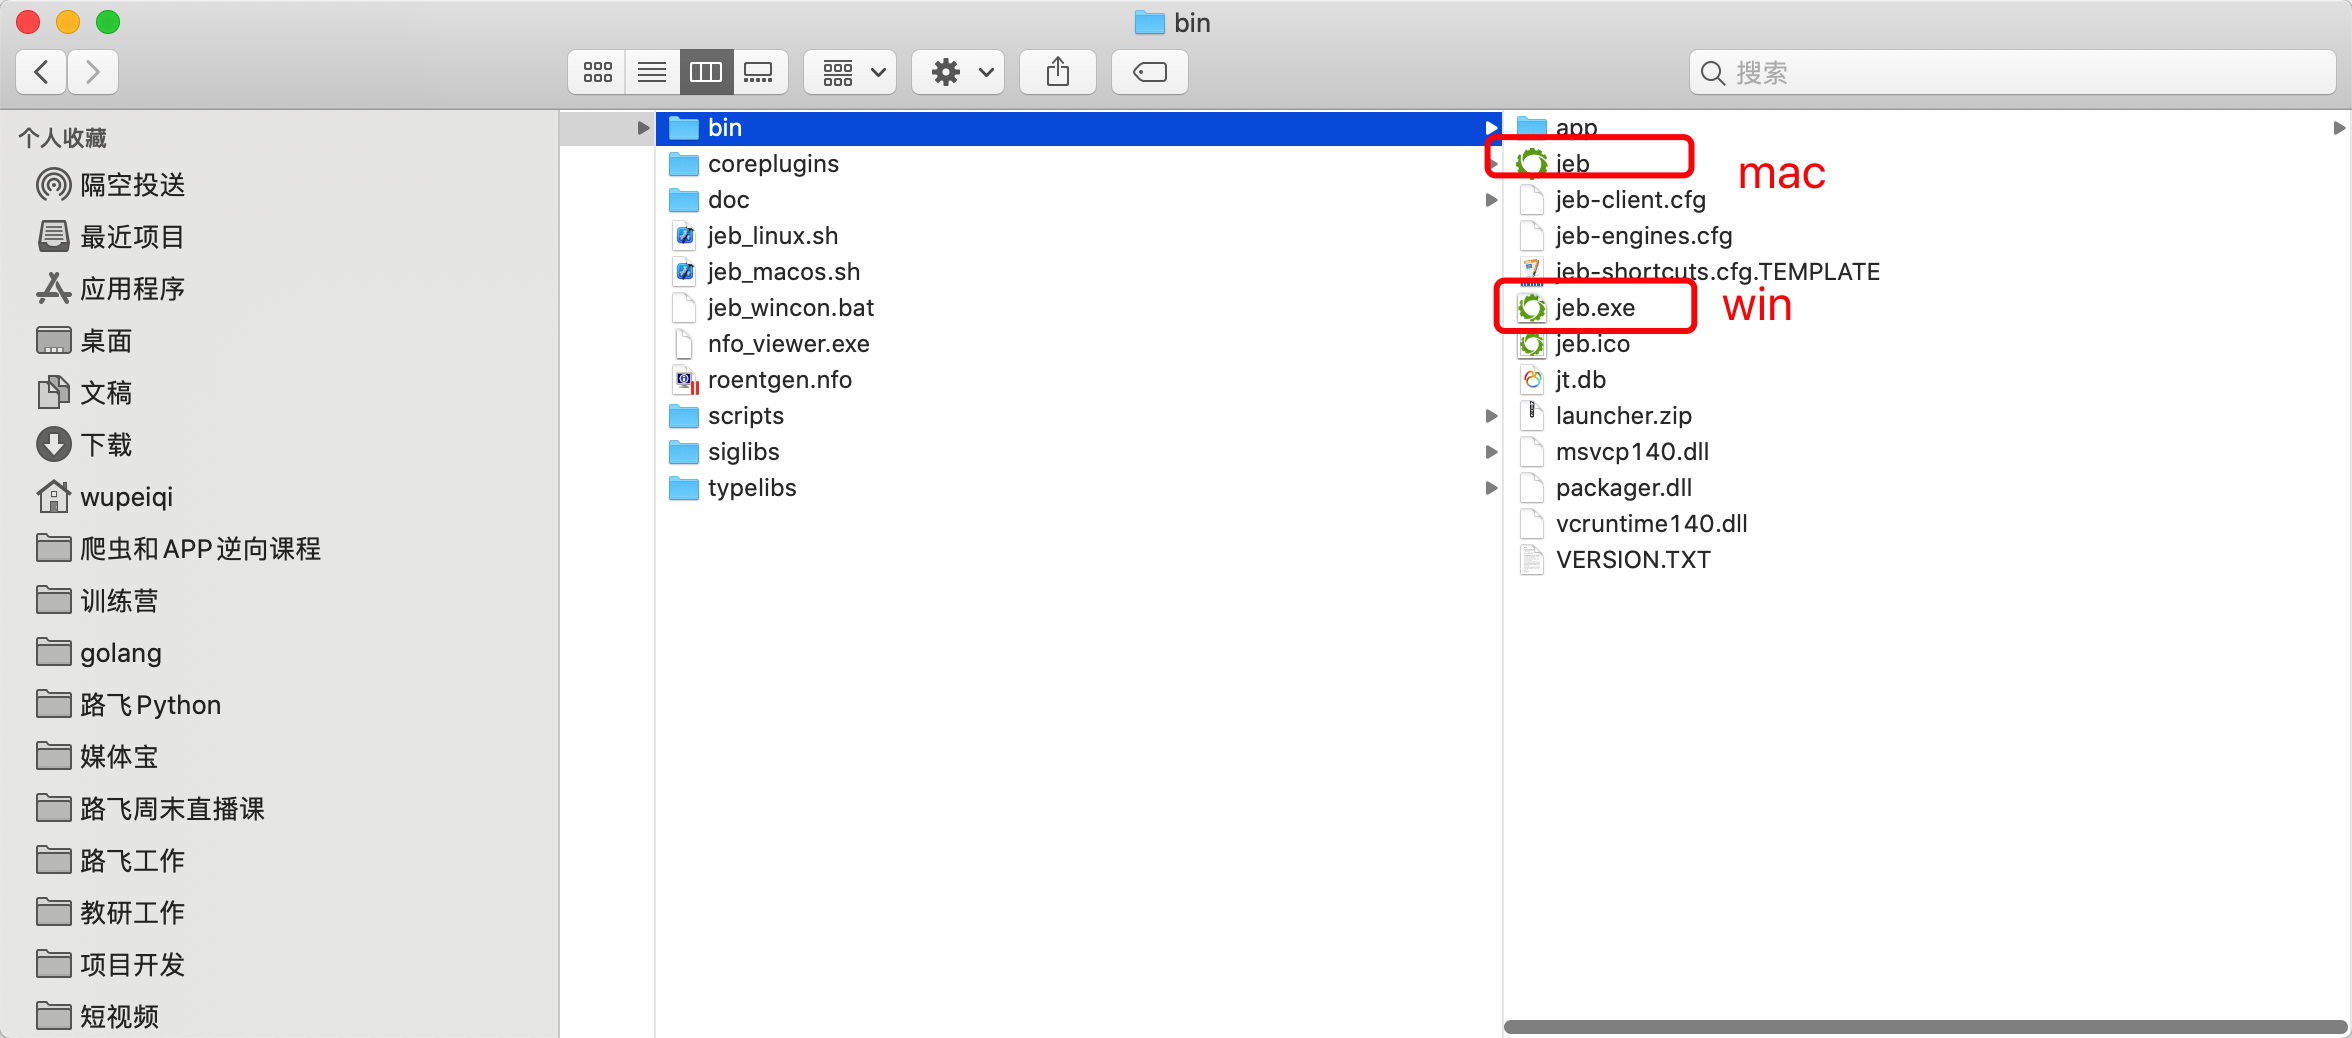 bin
搜索
个人收藏
隔空投送
最近项目
应用程序
桌面
文稿
下载
wupeiqi
爬虫和APP逆向课程
训练营
golang
路飞Python
媒体宝
路飞周末直播课
路飞工作
教研工作
项目开发
短视频
bin
coreplugins
doc
jeb_linux.sh
jeb_macos.sh
jeb_wincon.bat
nfo_viewer.exe
roentgen.nfo
scripts
siglibs
typelibs
app
jeb
mac
jeb-client.cfg
jeb-engines.cfg
jeb-shortcuts.cfg.TEMPLATE
jeb.exe
win
jeb.ico
jt.db
launcher.zip
msvcp140.dll
packager.dll
vcruntime140.dll
VERSION.TXT